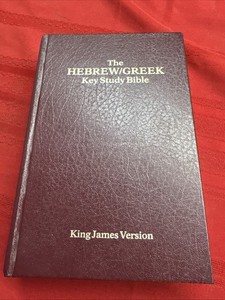 The
HEBREW/GREEK
Key Study Bible
King James Version